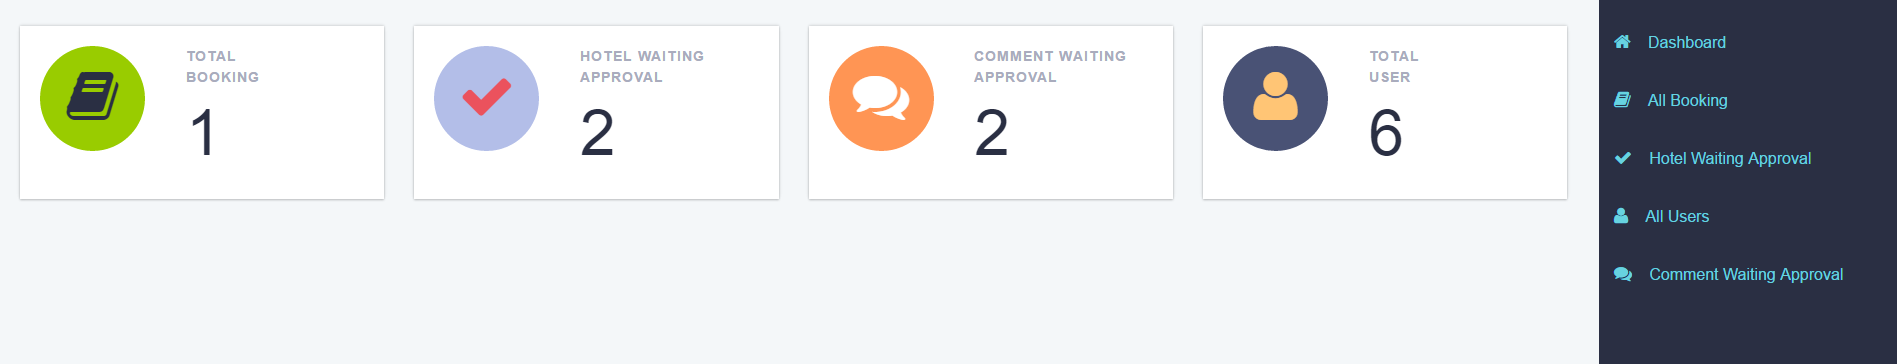 TOTAL
BOOKING
1
HOTEL WAITING
APPROVAL
2
COMMENT WAITING
APPROVAL
2
TOTAL
USER
6
Dashboard
All Booking
Hotel Waiting Approval
All Users
Comment Waiting Approval